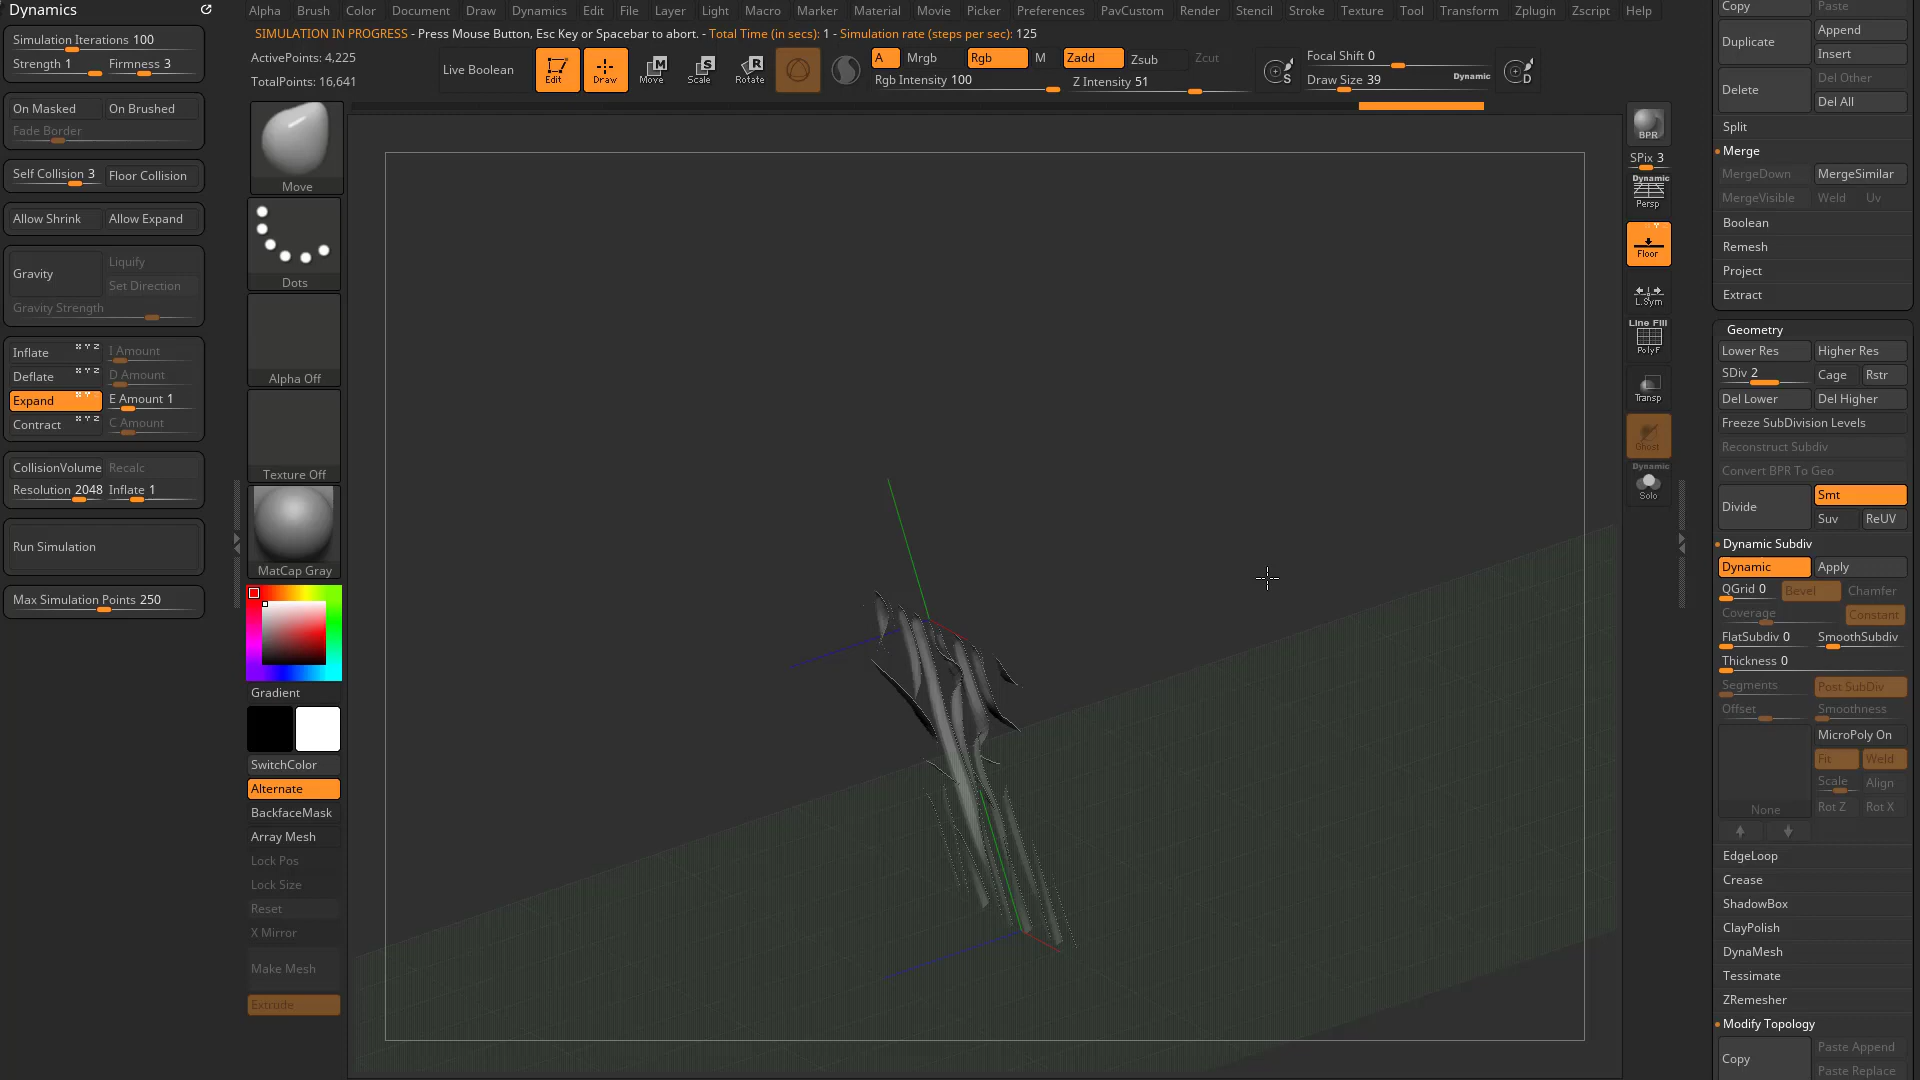 Dynamics
Alpha Brush Color Document Draw Dynamics Edit File Layer Light Macro Marker Material Movie Picker Preferences PavCustom Render Stencil Stroke Texture Tool Transform Zplugin Zscript Help
SIMULATION IN PROGRESS - Press Mouse Button, Esc Key or Spacebar to abort. - Total Time (in secs): 1 - Simulation rate (steps per sec): 125
ActivePoints: 4,225
TotalPoints: 16,641
Live Boolean
Edit
Draw
Move
Scale
Rotate
A Mrgb Rgb M Zadd Zsub Zcut
Rgb Intensity 100 Z Intensity 51
S
Focal Shift 0
Draw Size 39 Dynamic
D
Simulation Iterations 100
Strength 1 Firmness 3
On Masked On Brushed
Fade Border
Self Collision 3 Floor Collision
Allow Shrink Allow Expand
Gravity Liquify
Set Direction
Gravity Strength
Inflate X Y Z I Amount
Deflate X Y Z D Amount
Expand X Y Z E Amount 1
Contract X Y Z C Amount
CollisionVolume Recalc
Resolution 2048 Inflate 1
Run Simulation
Max Simulation Points 250
Move
Dots
Alpha Off
Texture Off
MatCap Gray
Gradient
SwitchColor
Alternate
BackfaceMask
Array Mesh
Lock Pos
Lock Size
Reset
X Mirror
Make Mesh
Extrude
BPR
SPix 3
Dynamic
Persp
Floor
L.Sym
Line Fill
PolyF
Transp
Ghost
Dynamic
Solo
Copy Paste
Duplicate Append
Insert
Delete Del Other
Del All
Split
Merge
MergeDown MergeSimilar
MergeVisible Weld Uv
Boolean
Remesh
Project
Extract
Geometry
Lower Res Higher Res
SDiv 2 Cage Rstr
Del Lower Del Higher
Freeze SubDivision Levels
Reconstruct Subdiv
Convert BPR To Geo
Divide Smt
Suv ReUV
Dynamic Subdiv
Dynamic Apply
QGrid 0 Bevel Chamfer
Coverage Constant
FlatSubdiv 0 SmoothSubdiv
Thickness 0
Segments Post SubDiv
Offset Smoothness
MicroPoly On
Fit Weld
Scale Align
None Rot Z Rot X
EdgeLoop
Crease
ShadowBox
ClayPolish
DynaMesh
Tessimate
ZRemesher
Modify Topology
Copy Paste Append
Paste Replace